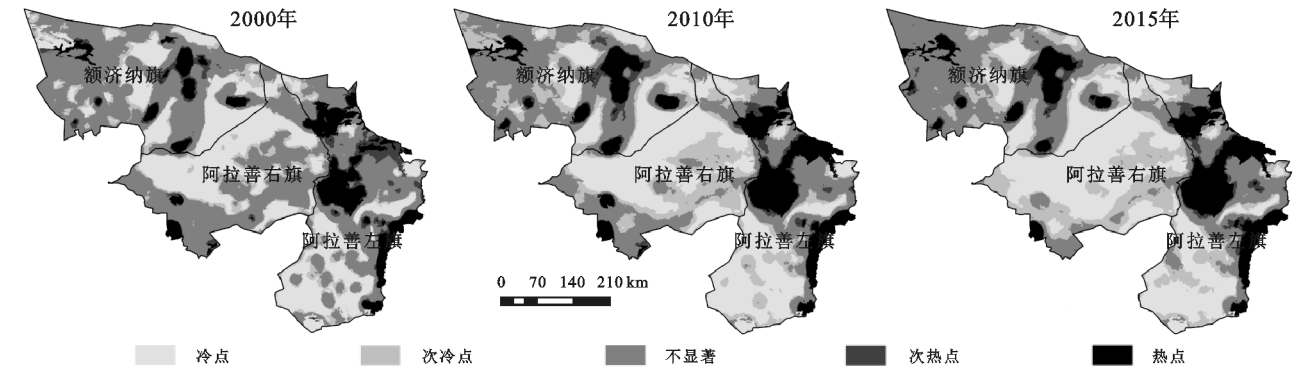 2000年
2010年
2015年
额济纳旗
额济纳旗
额济纳旗
阿拉善右旗
阿拉善右旗
阿拉善右旗
阿拉善左旗
阿拉善左旗
阿拉善左旗
0 70 140 210 km
冷点
次冷点
不显著
次热点
热点